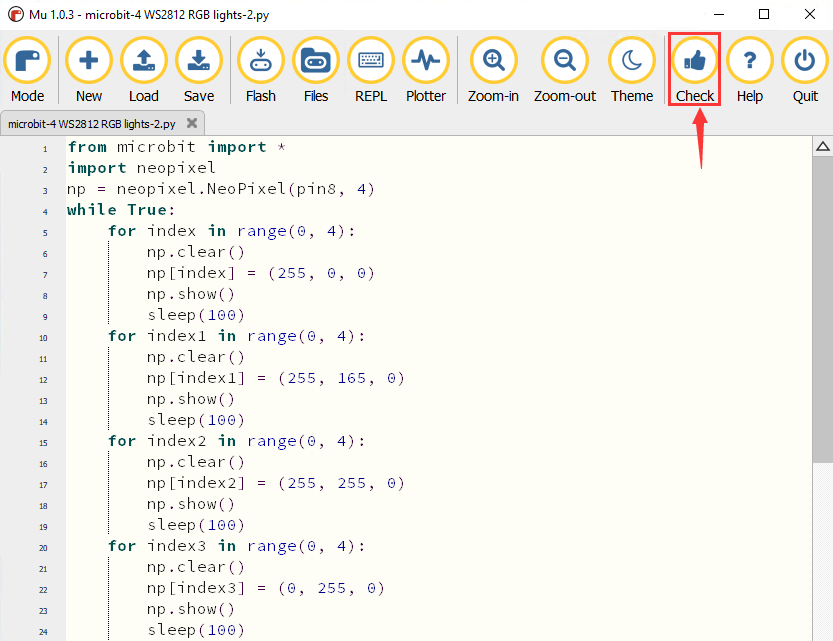 Mu 1.0.3 - microbit-4 WS2812 RGB lights-2.py
Mode New Load Save Flash Files REPL Plotter Zoom-in Zoom-out Theme Check Help Quit
microbit-4 WS2812 RGB lights-2.py
1 from microbit import *
2 import neopixel
3 np = neopixel.NeoPixel(pin8, 4)
4 while True:
5     for index in range(0, 4):
6         np.clear()
7         np[index] = (255, 0, 0)
8         np.show()
9         sleep(100)
10     for index1 in range(0, 4):
11         np.clear()
12         np[index1] = (255, 165, 0)
13         np.show()
14         sleep(100)
15     for index2 in range(0, 4):
16         np.clear()
17         np[index2] = (255, 255, 0)
18         np.show()
19         sleep(100)
20     for index3 in range(0, 4):
21         np.clear()
22         np[index3] = (0, 255, 0)
23         np.show()
24         sleep(100)